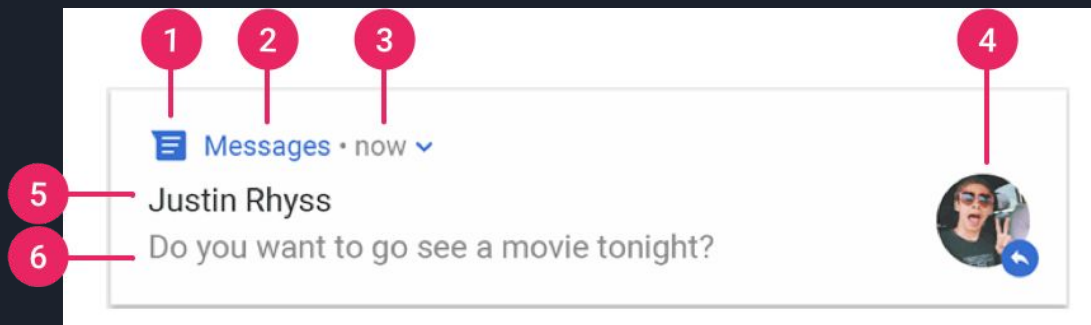 1 2 3 4
Messages • now
5 Justin Rhyss
6 Do you want to go see a movie tonight?